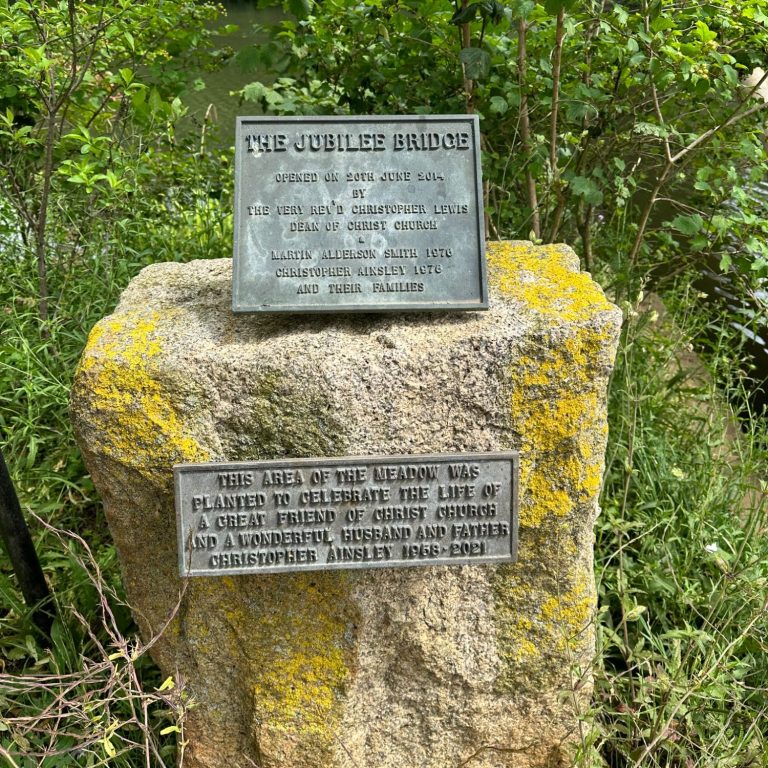 THE JUBILEE BRIDGE
OPENED ON 20TH JUNE 2014
BY
THE VERY REV'D CHRISTOPHER LEWIS
DEAN OF CHRIST CHURCH
&
MARTIN ALDERSON SMITH 1976
CHRISTOPHER AINSLEY 1976
AND THEIR FAMILIES
THIS AREA OF THE MEADOW WAS
PLANTED TO CELEBRATE THE LIFE OF
A GREAT FRIEND OF CHRIST CHURCH
AND A WONDERFUL HUSBAND AND FATHER
CHRISTOPHER AINSLEY 1958-2021